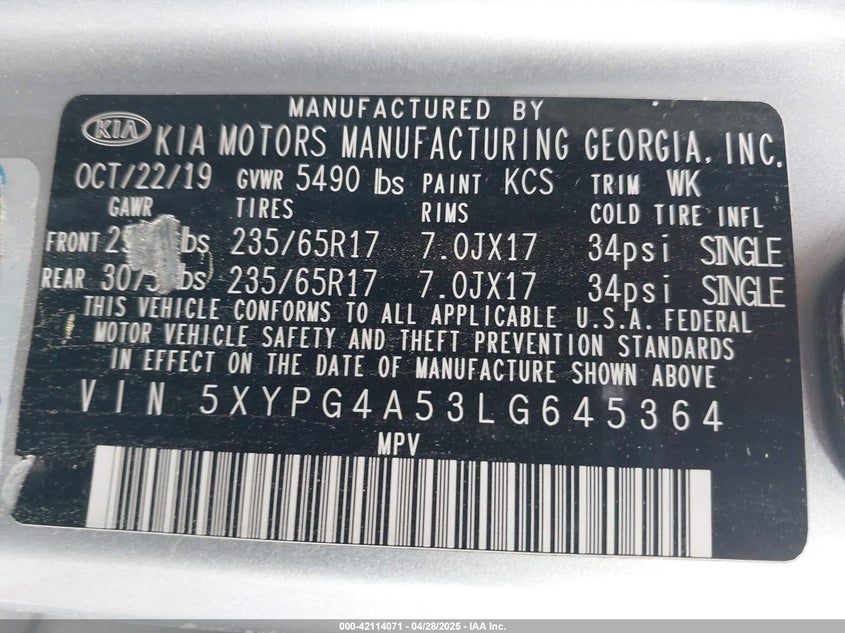 MANUFACTURED BY
KIA KIA MOTORS MANUFACTURING GEORGIA, INC.
OCT/22/19 GVWR 5490 lbs PAINT KCS TRIM WK
GAWR TIRES RIMS COLD TIRE INFL
FRONT 235/65R17 7.0JX17 34psi SINGLE
REAR 235/65R17 7.0JX17 34psi SINGLE
THIS VEHICLE CONFORMS TO ALL APPLICABLE U.S.A. FEDERAL
MOTOR VEHICLE SAFETY AND THEFT PREVENTION STANDARDS
IN EFFECT ON THE DATE OF MANUFACTURE SHOWN ABOVE
VIN 5XYPG4A53LG645364
MPV
000-42114071 - 04/28/2025 - IAA Inc.